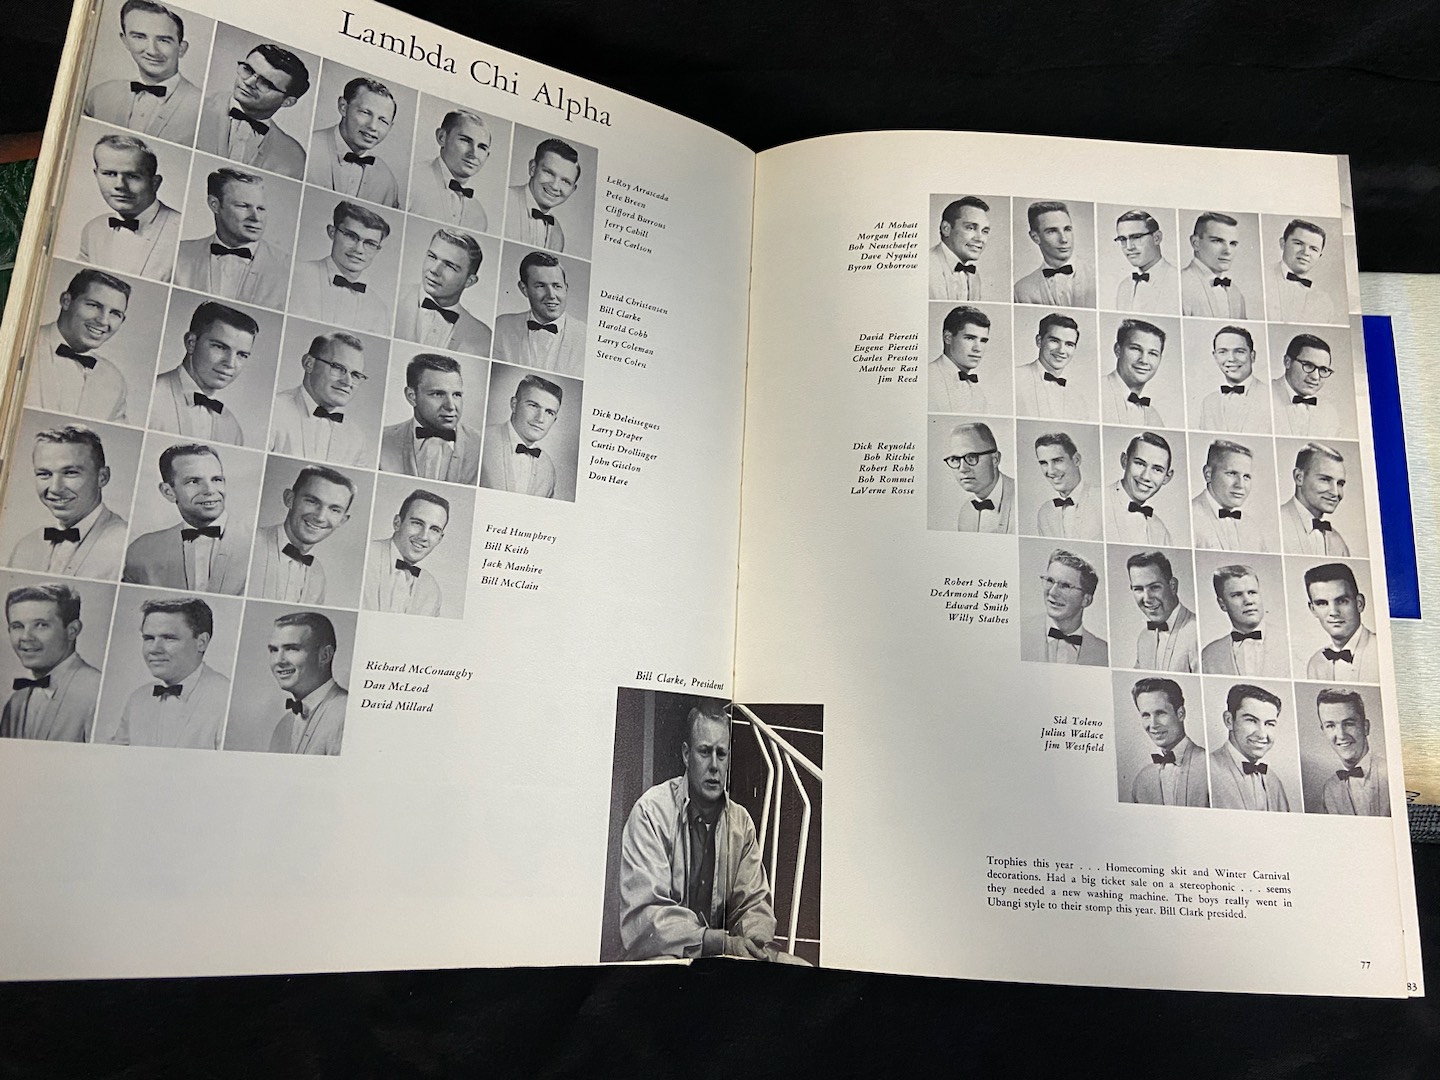 Lambda Chi Alpha
LeRoy Arrascada
Pete Breen
Clifford Burrous
Jerry Cahill
Fred Carlson
David Christensen
Bill Clarke
Harold Cobb
Larry Coleman
Steven Colen
Dick Deleissegues
Larry Draper
Curtis Drollinger
John Gisclon
Don Hare
Fred Humphrey
Bill Keith
Jack Manhire
Bill McClain
Richard McConaughy
Dan McLeod
David Millard
Bill Clarke, President
Al Mohatt
Morgan Jelleit
Bob Neuschaefer
Dave Nyquist
Byron Oxborrow
David Pieretti
Eugene Pieretti
Charles Preston
Matthew Rast
Jim Reed
Dick Reynolds
Bob Ritchie
Robert Robb
Bob Rommel
LaVerne Rosse
Robert Schenk
DeArmond Sharp
Edward Smith
Willy Stathes
Sid Toleno
Julius Wallace
Jim Westfield
Trophies this year . . . Homecoming skit and Winter Carnival
decorations. Had a big ticket sale on a stereophonic . . . seems
they needed a new washing machine. The boys really went in
Ubangi style to their stomp this year. Bill Clark presided.
77
83